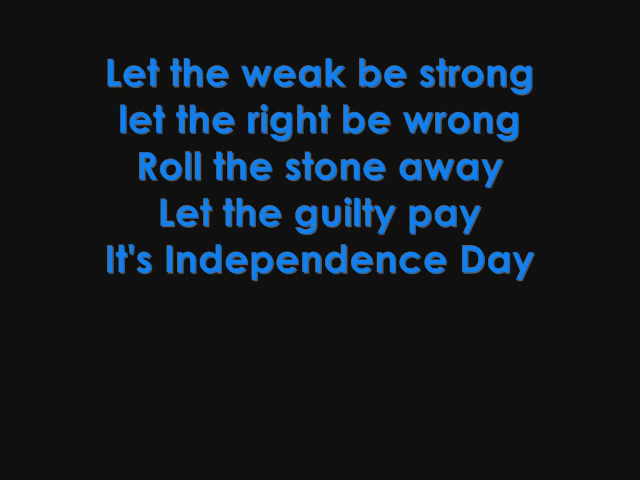 Let the weak be strong
let the right be wrong
Roll the stone away
Let the guilty pay
It's Independence Day